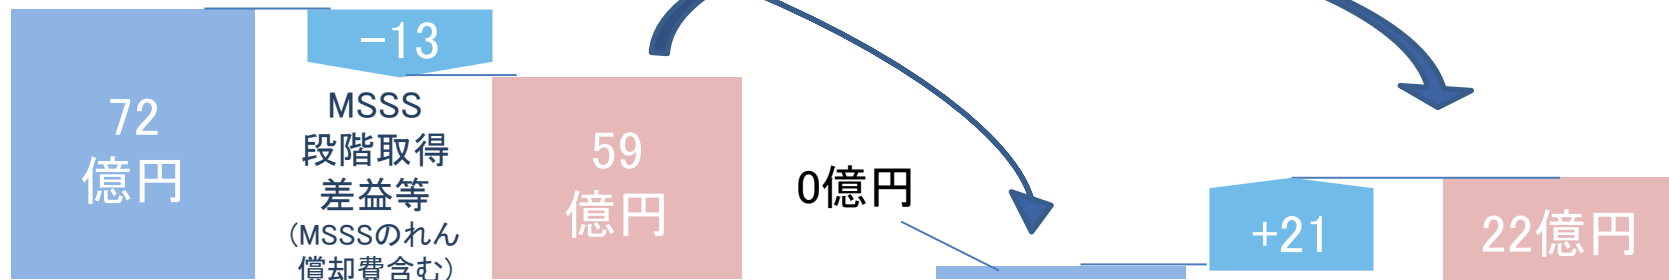 72
億円
−13
MSSS
段階取得
差益等
(MSSSのれん
償却費含む)
59
億円
0億円
+21
22億円